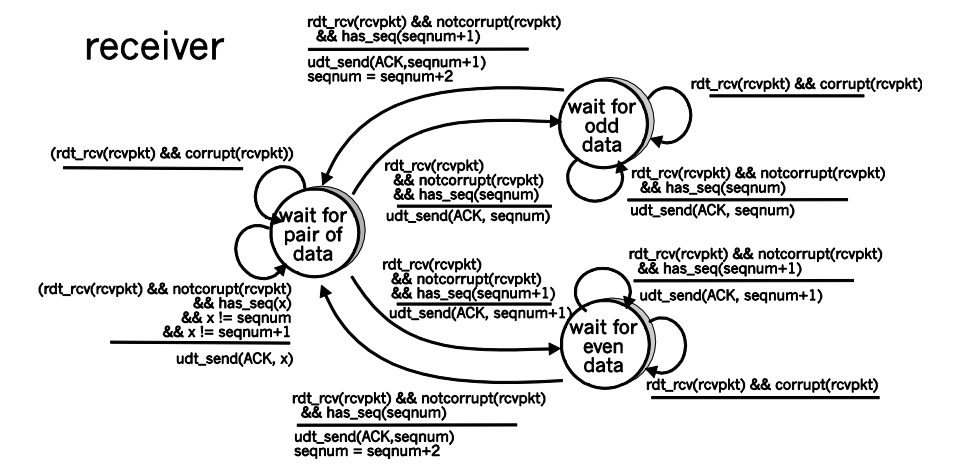 receiver
rdt_rcv(rcvpkt) && notcorrupt(rcvpkt)
&& has_seq(seqnum+1)
udt_send(ACK,seqnum+1)
seqnum = seqnum+2
wait for
odd
data
rdt_rcv(rcvpkt) && corrupt(rcvpkt)
rdt_rcv(rcvpkt) && notcorrupt(rcvpkt)
&& has_seq(seqnum)
udt_send(ACK, seqnum)
(rdt_rcv(rcvpkt) && corrupt(rcvpkt))
rdt_rcv(rcvpkt)
&& notcorrupt(rcvpkt)
&& has_seq(seqnum)
udt_send(ACK, seqnum)
wait for
pair of
data
(rdt_rcv(rcvpkt) && notcorupt(rcvpkt)
&& has_seq(x)
&& x != seqnum
&& x != seqnum+1
udt_send(ACK, x)
rdt_rcv(rcvpkt)
&& notcorrupt(rcvpkt)
&& has_seq(seqnum+1)
udt_send(ACK, seqnum+1)
rdt_rcv(rcvpkt) && notcorrupt(rcvpkt)
&& has_seq(seqnum+1)
udt_send(ACK, seqnum+1)
wait for
even
data
rdt_rcv(rcvpkt) && corrupt(rcvpkt)
rdt_rcv(rcvpkt) && notcorrupt(rcvpkt)
&& has_seq(seqnum)
udt_send(ACK,seqnum)
seqnum = seqnum+2